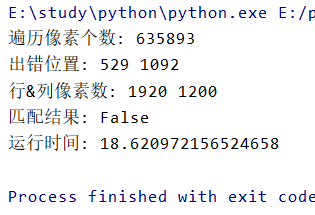 E:\study\python\python.exe E:/p
遍历像素个数: 635893
出错位置: 529 1092
行&列像素数: 1920 1200
匹配结果: False
运行时间: 18.620972156524658
Process finished with exit code